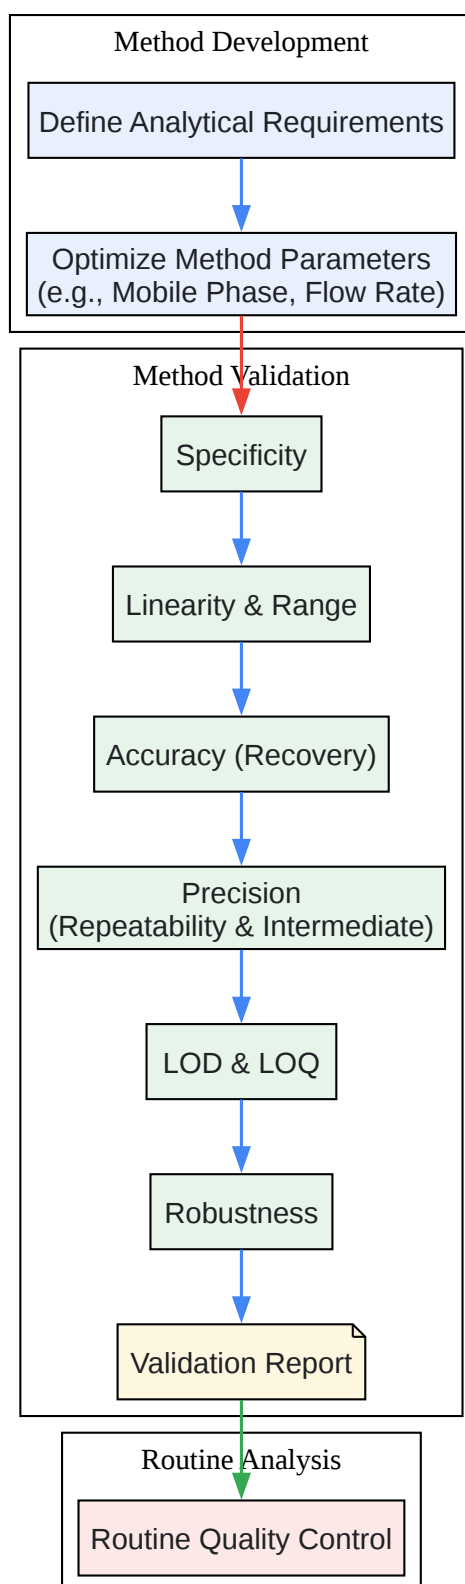 Method Development
Define Analytical Requirements
Optimize Method Parameters
(e.g., Mobile Phase, Flow Rate)
Method Validation
Specificity
Linearity & Range
Accuracy (Recovery)
Precision
(Repeatability & Intermediate)
LOD & LOQ
Robustness
Validation Report
Routine Analysis
Routine Quality Control